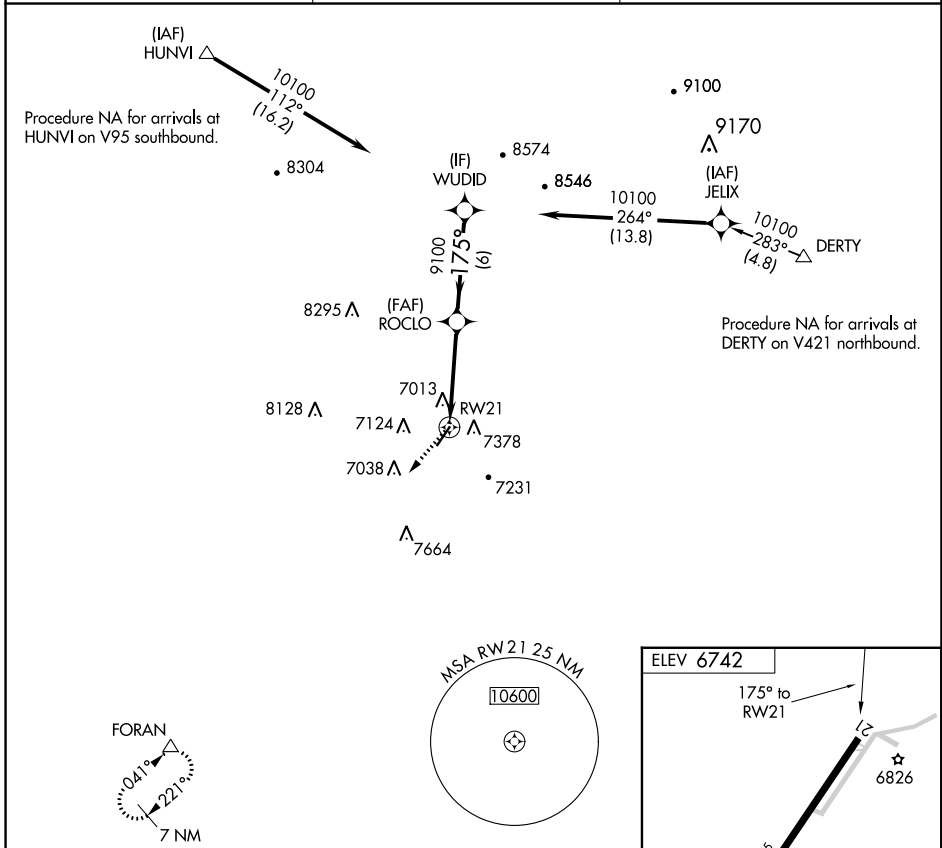 (IAF)
HUNVI
10100
112°
(16.2)
Procedure NA for arrivals at
HUNVI on V95 southbound.
8304
9100
9170
8574
8546
(IF)
WUDID
(IAF)
JELIX
10100
264°
(13.8)
10100
283°
(4.8)
DERTY
9100
175°
(6)
8295
(FAF)
ROCLO
Procedure NA for arrivals at
DERTY on V421 northbound.
7013
RW21
8128
7124
7378
7038
7231
7664
MSA RW21 25 NM
10600
ELEV 6742
175° to
RW21
21
6826
FORAN
041°
221°
7 NM